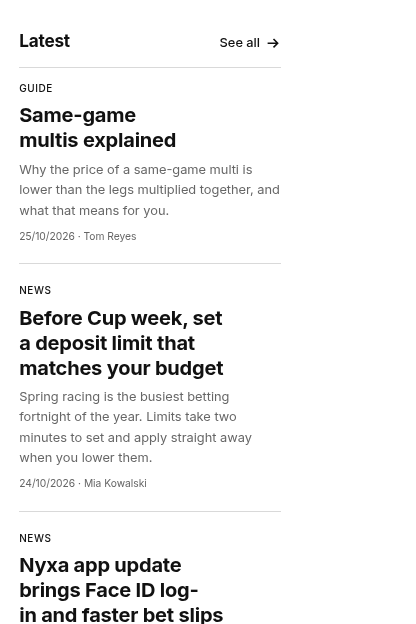 Latest
See all →
GUIDE
Same-game
multis explained
Why the price of a same-game multi is
lower than the legs multiplied together, and
what that means for you.
25/10/2026 · Tom Reyes
NEWS
Before Cup week, set
a deposit limit that
matches your budget
Spring racing is the busiest betting
fortnight of the year. Limits take two
minutes to set and apply straight away
when you lower them.
24/10/2026 · Mia Kowalski
NEWS
Nyxa app update
brings Face ID log-
in and faster bet slips